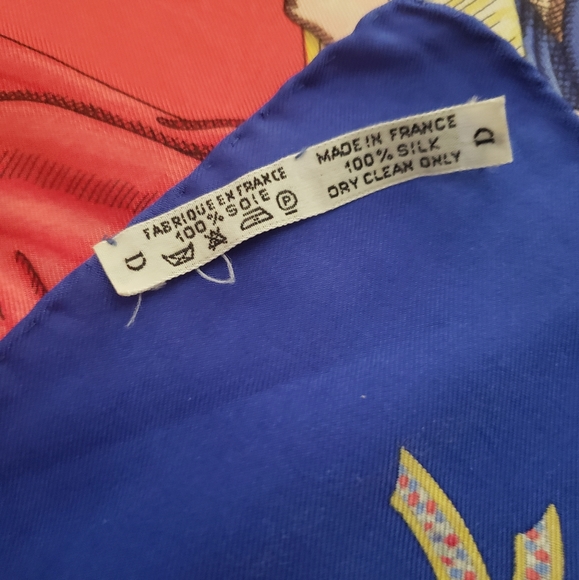 D
FABRIQUE EN FRANCE
100% SOIE
P
MADE IN FRANCE
100% SILK
DRY CLEAN ONLY
D